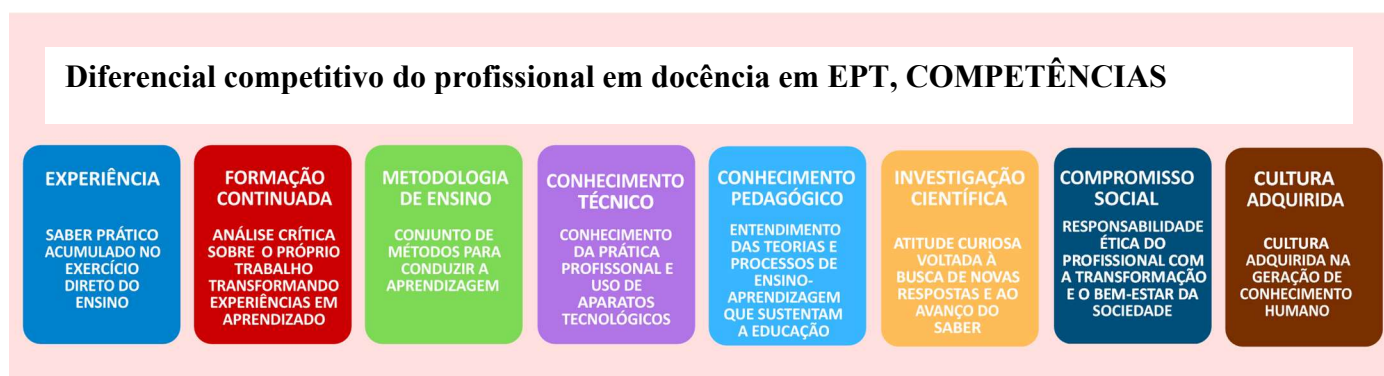 Diferencial competitivo do profissional em docência em EPT, COMPETÊNCIAS
EXPERIÊNCIA
SABER PRÁTICO
ACUMULADO NO
EXERCÍCIO
DIRETO DO
ENSINO
FORMAÇÃO
CONTINUADA
ANÁLISE CRÍTICA
SOBRE O PRÓPRIO
TRABALHO
TRANSFORMANDO
EXPERIÊNCIAS EM
APRENDIZADO
METODOLOGIA
DE ENSINO
CONJUNTO DE
MÉTODOS PARA
CONDUZIR A
APRENDIZAGEM
CONHECIMENTO
TÉCNICO
CONHECIMENTO
DA PRÁTICA
PROFISSONAL E
USO DE
APARATOS
TECNOLÓGICOS
CONHECIMENTO
PEDAGÓGICO
ENTENDIMENTO
DAS TEORIAS E
PROCESSOS DE
ENSINO-
APRENDIZAGEM
QUE SUSTENTAM
A EDUCAÇÃO
INVESTIGAÇÃO
CIENTÍFICA
ATITUDE CURIOSA
VOLTADA À
BUSCA DE NOVAS
RESPOSTAS E AO
AVANÇO DO
SABER
COMPROMISSO
SOCIAL
RESPONSABILIDADE
ÉTICA DO
PROFISSIONAL COM
A TRANSFORMAÇÃO
E O BEM-ESTAR DA
SOCIEDADE
CULTURA
ADQUIRIDA
CULTURA
ADQUIRIDA NA
GERAÇÃO DE
CONHECIMENTO
HUMANO